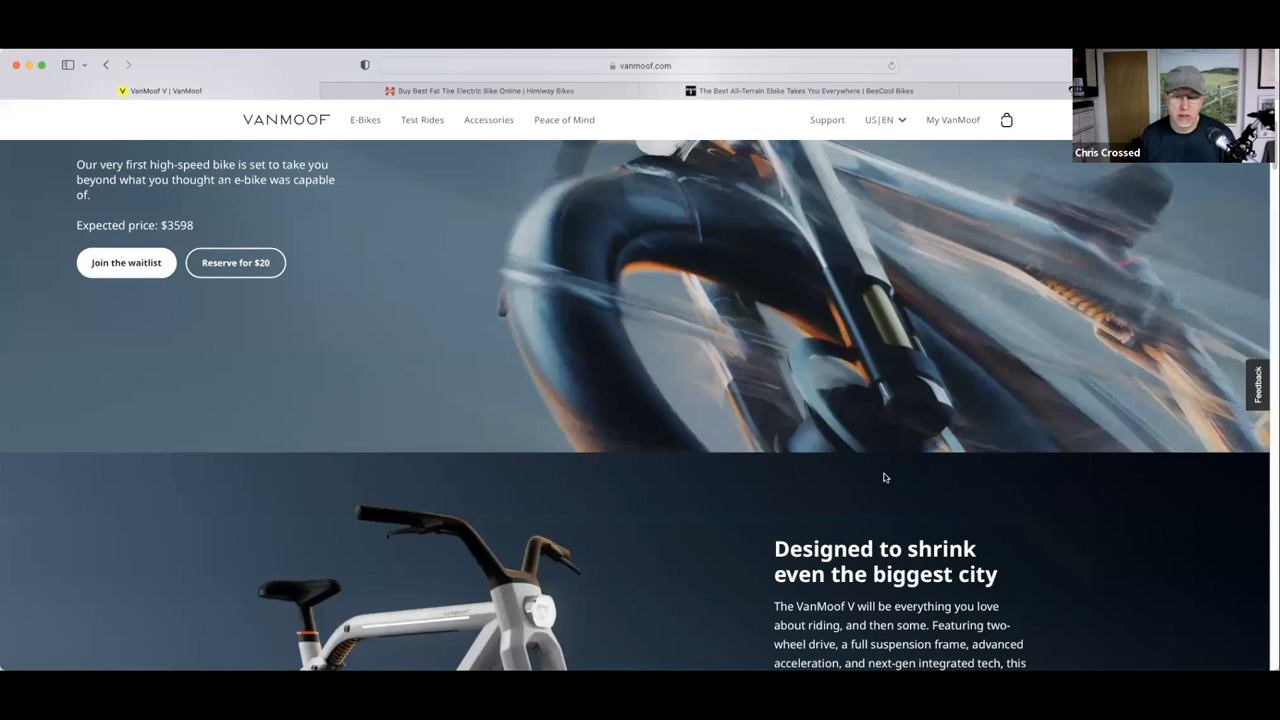 vanmoof.com
VanMoof V | VanMoof
Buy Best Fat Tire Electric Bike Online | Himiway Bikes
The Best All-Terrain Ebike Takes You Everywhere | BeeCool Bikes
VANMOOF
E-Bikes
Test Rides
Accessories
Peace of Mind
Support
US|EN
My VanMoof
Chris Crossed
Our very first high-speed bike is set to take you
beyond what you thought an e-bike was capable
of.
Expected price: $3598
Join the waitlist
Reserve for $20
Feedback
Designed to shrink
even the biggest city
The VanMoof V will be everything you love
about riding, and then some. Featuring two-
wheel drive, a full suspension frame, advanced
acceleration, and next-gen integrated tech, this